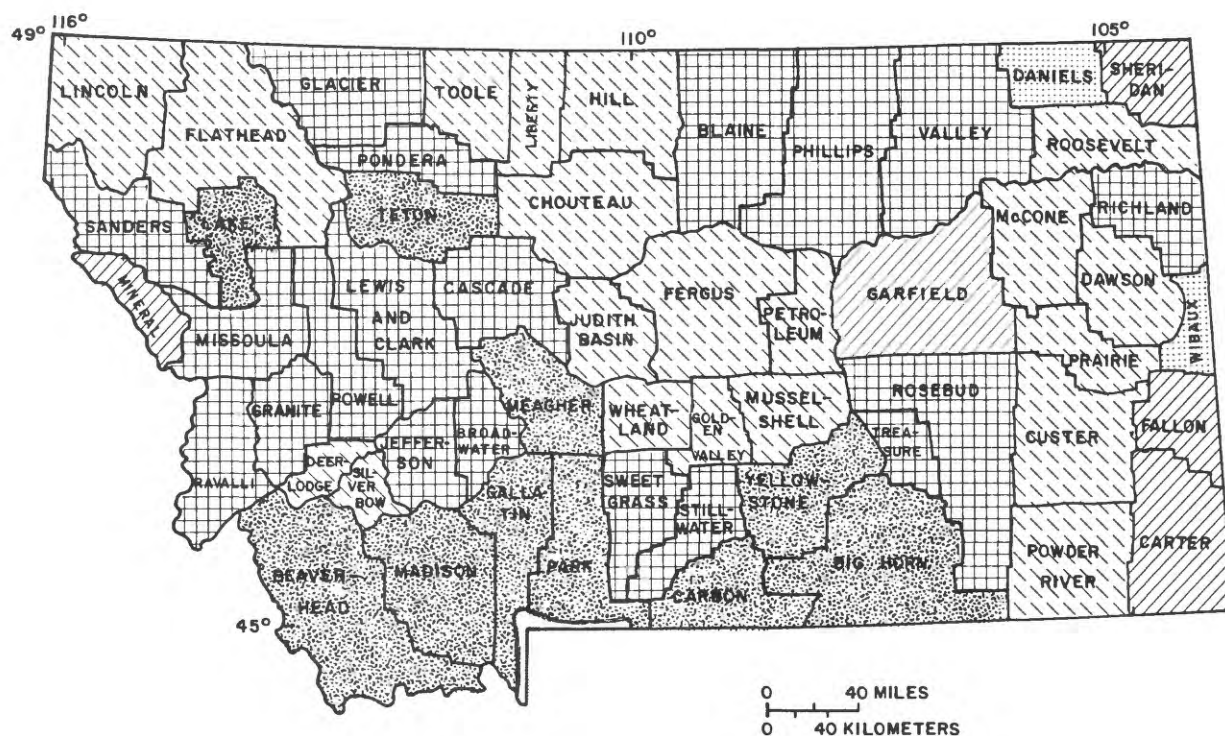 116°
49°
110°
105°
LINCOLN
FLATHEAD
GLACIER
TOOLE
LIBERTY
HILL
BLAINE
PHILLIPS
VALLEY
DANIELS
SHERI-
DAN
ROOSEVELT
PONDERA
TETON
CHOUTEAU
SANDERS
LAKE
McCONE
RICHLAND
MINERAL
MISSOULA
LEWIS
AND
CLARK
CASCADE
JUDITH
BASIN
FERGUS
PETRO-
LEUM
GARFIELD
DAWSON
WIBAUX
PRAIRIE
GRANITE
POWELL
MEAGHER
BROAD-
WATER
JEFFER-
SON
WHEAT-
LAND
GOLD-
EN
VALLEY
MUSSEL-
SHELL
ROSEBUD
TREA-
SURE
CUSTER
FALLON
RAVALLI
DEER-
LODGE
SIL-
VER
BOW
GALLA-
TIN
PARK
SWEET
GRASS
STILL-
WATER
YELLOW-
STONE
BIG HORN
CARBON
POWDER
RIVER
CARTER
BEAVER-
HEAD
MADISON
45°
0 40 MILES
0 40 KILOMETERS